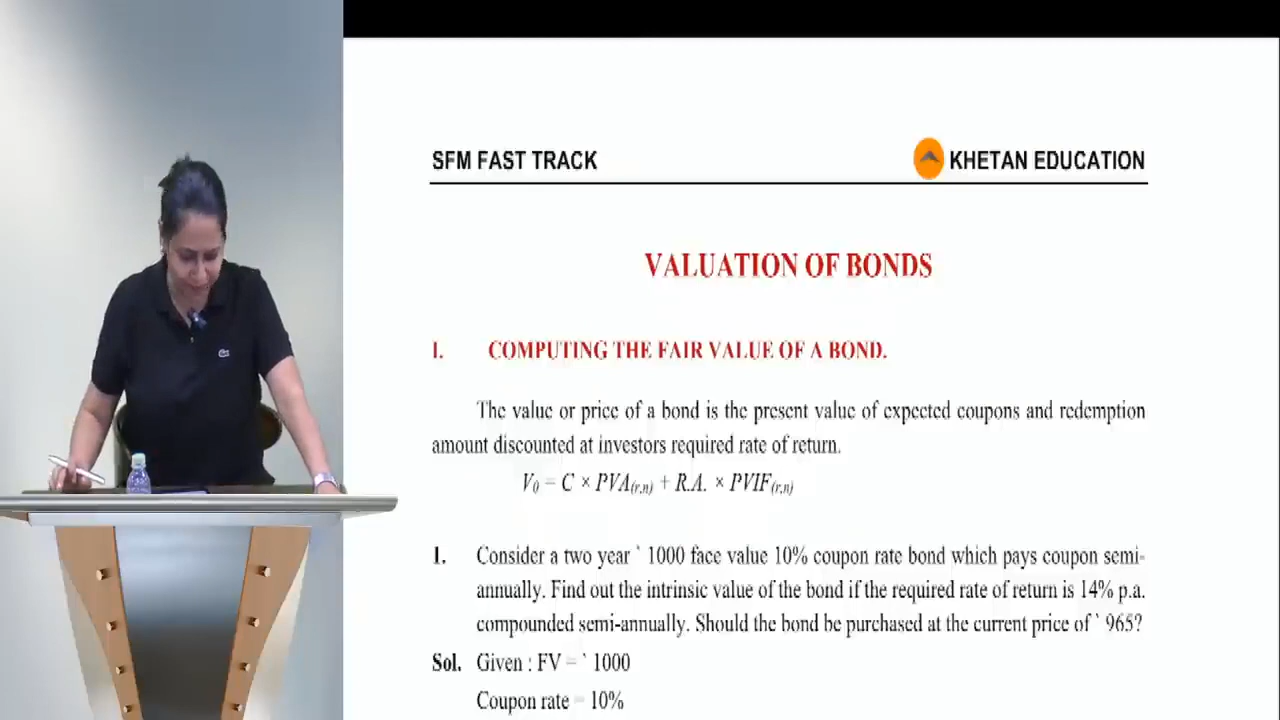 SFM FAST TRACK
KHETAN EDUCATION
VALUATION OF BONDS
I. COMPUTING THE FAIR VALUE OF A BOND.
The value or price of a bond is the present value of expected coupons and redemption
amount discounted at investors required rate of return.
V₀ = C × PVA(r,n) + R.A. × PVIF(r,n)
1. Consider a two year ` 1000 face value 10% coupon rate bond which pays coupon semi-
annually. Find out the intrinsic value of the bond if the required rate of return is 14% p.a.
compounded semi-annually. Should the bond be purchased at the current price of ` 965?
Sol. Given : FV = ` 1000
Coupon rate = 10%